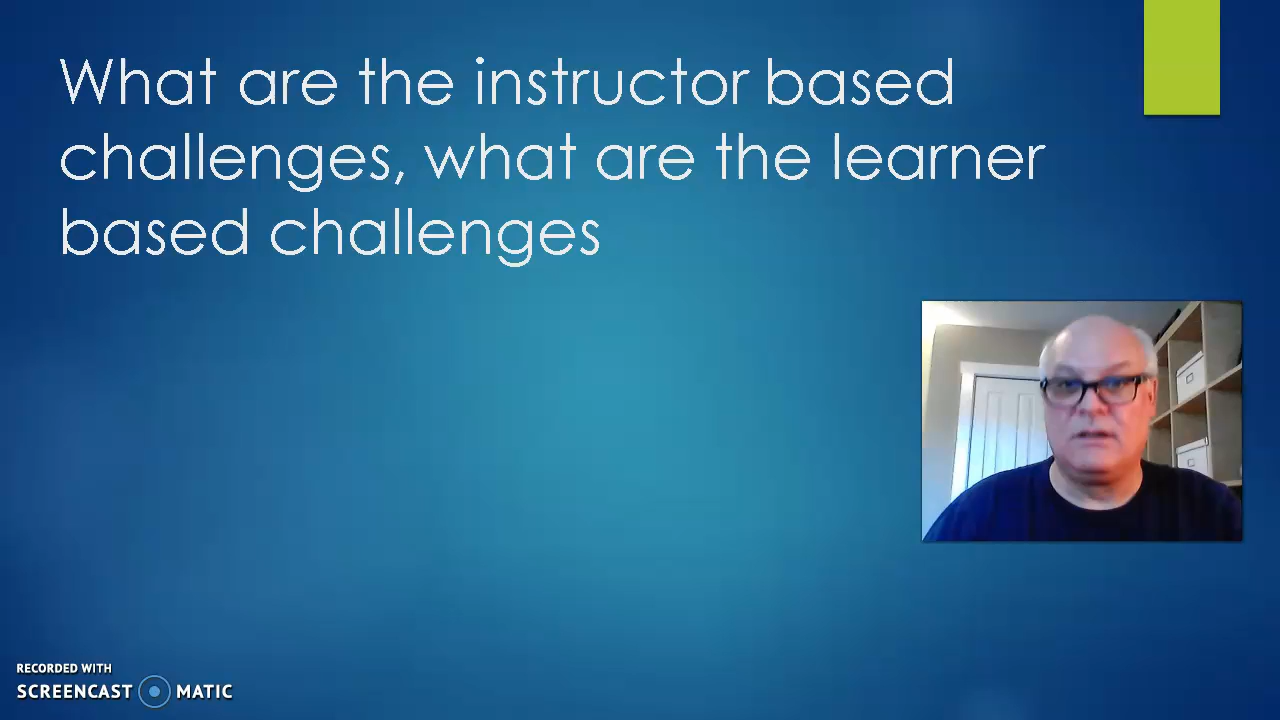 What are the instructor based
challenges, what are the learner
based challenges
RECORDED WITH
SCREENCAST MATIC